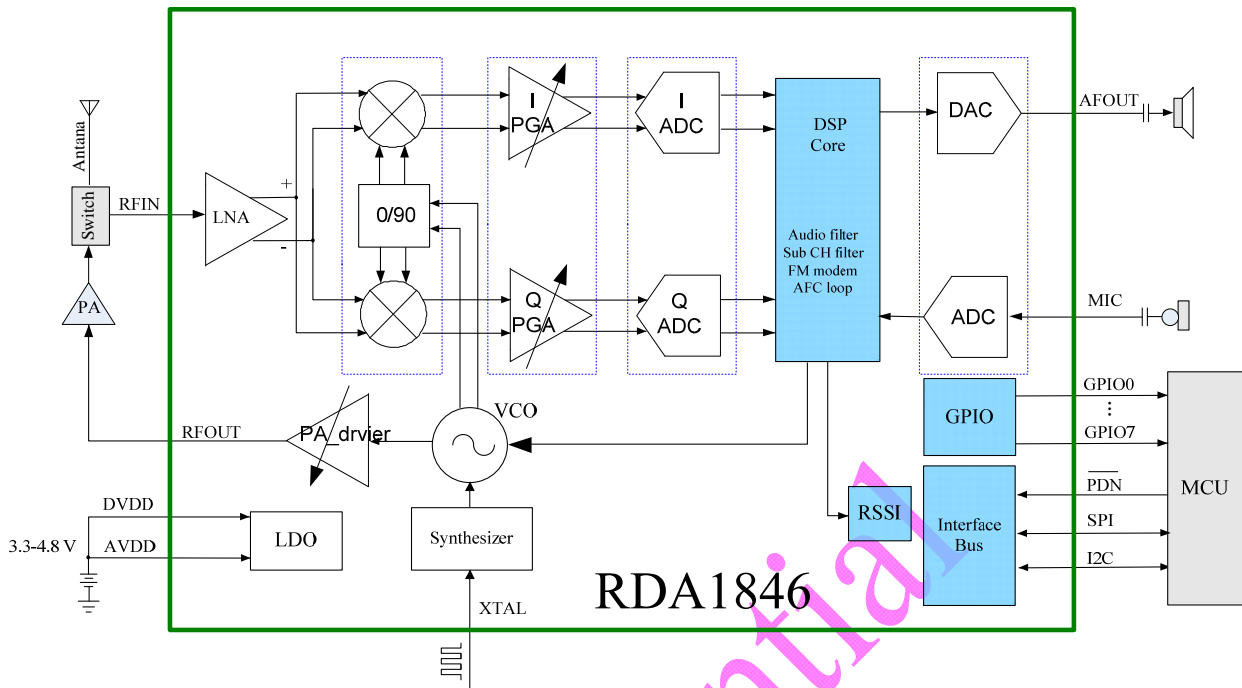 Antana
Switch
RFIN
PA
LNA
+
-
0/90
I
PGA
I
ADC
Q
PGA
Q
ADC
DSP
Core
Audio filter
Sub CH filter
FM modem
AFC loop
DAC
AFOUT
ADC
MIC
GPIO
GPIO0
⋮
GPIO7
MCU
PDN
SPI
I2C
Interface
Bus
RSSI
VCO
PA_drvier
RFOUT
DVDD
3.3-4.8 V
AVDD
LDO
Synthesizer
XTAL
RDA1846